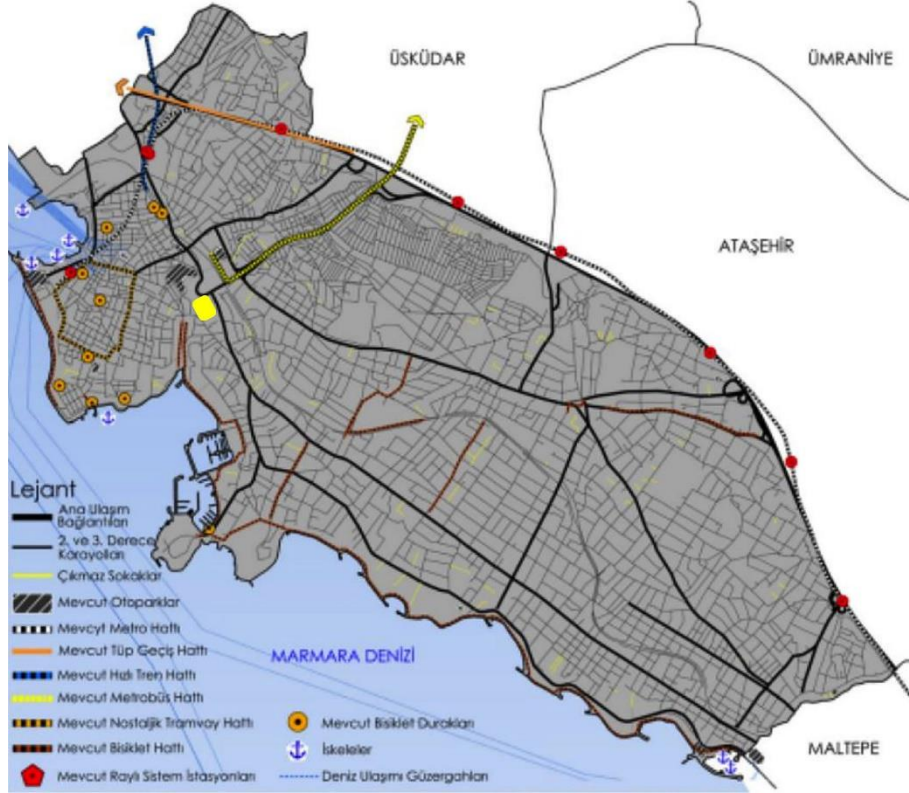 ÜSKÜDAR
ÜMRANİYE
ATAŞEHİR
MARMARA DENİZİ
MALTEPE
Lejant
Ana Ulaşım
Bağlantıları
2. ve 3. Derece
Karayolları
Çıkmaz Sokaklar
Mevcut Otoparklar
Mevcyt Metro Hattı
Mevcut Tüp Geçiş Hattı
Mevcut Hızlı Tren Hattı
Mevcut Metrobüs Hattı
Mevcut Nostaljik Tramvay Hattı
Mevcut Bisiklet Hattı
Mevcut Raylı Sistem İstasyonları
Mevcut Bisiklet Durakları
İskeleler
Deniz Ulaşımı Güzergahları